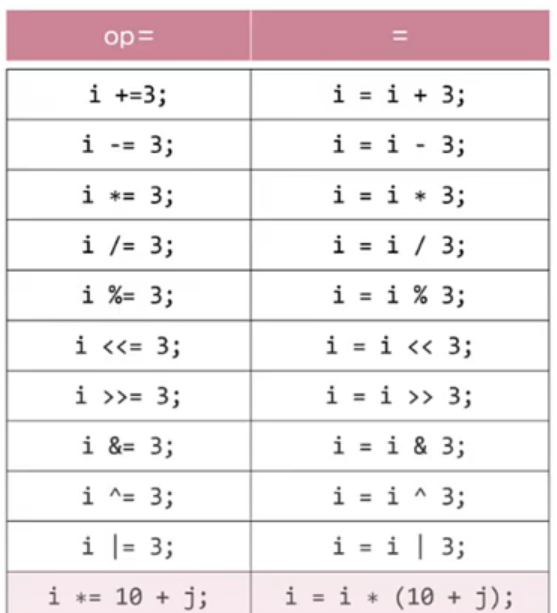 op= =
i +=3; i = i + 3;
i -= 3; i = i - 3;
i *= 3; i = i * 3;
i /= 3; i = i / 3;
i %= 3; i = i % 3;
i <<= 3; i = i << 3;
i >>= 3; i = i >> 3;
i &= 3; i = i & 3;
i ^= 3; i = i ^ 3;
i |= 3; i = i | 3;
i *= 10 + j; i = i * (10 + j);